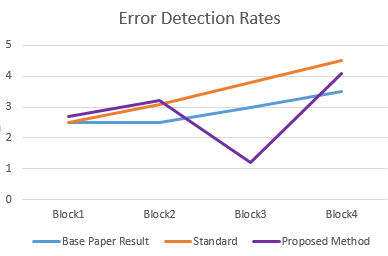 Error Detection Rates
5
4
3
2
1
0
Block1 Block2 Block3 Block4
Base Paper Result Standard Proposed Method